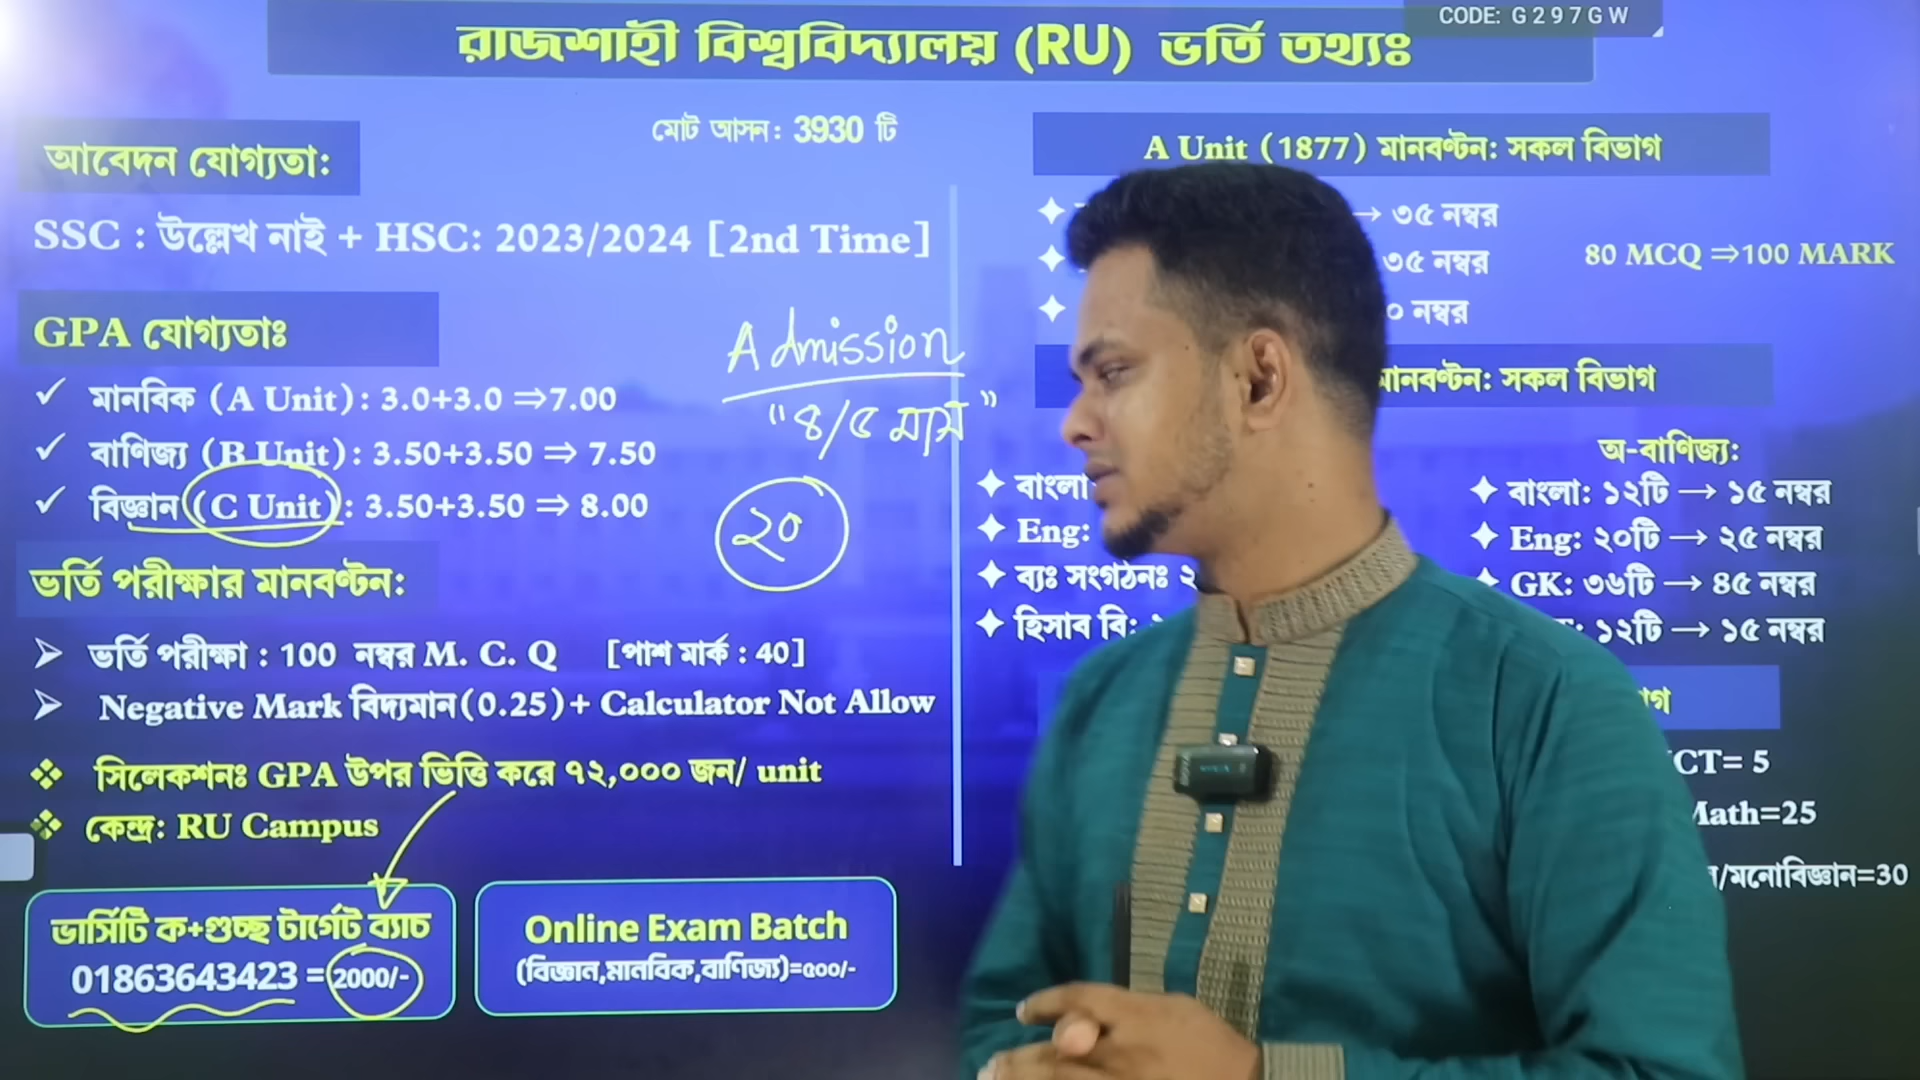 CODE: G297GW
রাজশাহী বিশ্ববিদ্যালয় (RU) ভর্তি তথ্যঃ
মোট আসন: 3930 টি
আবেদন যোগ্যতা:
SSC : উল্লেখ নাই + HSC: 2023/2024 [2nd Time]
GPA যোগ্যতাঃ
✓ মানবিক (A Unit): 3.0+3.0 ⇒7.00
✓ বাণিজ্য (B Unit): 3.50+3.50 ⇒ 7.50
✓ বিজ্ঞান (C Unit): 3.50+3.50 ⇒ 8.00
Admission
"৪/৫ মাস"
২০
ভর্তি পরীক্ষার মানবণ্টন:
➢ ভর্তি পরীক্ষা : 100 নম্বর M. C. Q [পাশ মার্ক : 40]
➢ Negative Mark বিদ্যমান(0.25)+ Calculator Not Allow
❖ সিলেকশনঃ GPA উপর ভিত্তি করে ৭২,০০০ জন/ unit
❖ কেন্দ্র: RU Campus
ভার্সিটি ক+গুচ্ছ টার্গেট ব্যাচ
01863643423 = 2000/-
Online Exam Batch
(বিজ্ঞান,মানবিক,বাণিজ্য)=৫০০/-
A Unit (1877) মানবণ্টন: সকল বিভাগ
→ ৩৫ নম্বর
৩৫ নম্বর
০ নম্বর
80 MCQ ⇒100 MARK
মানবণ্টন: সকল বিভাগ
✦ বাংলা
✦ Eng:
✦ ব্যঃ সংগঠনঃ ২
✦ হিসাব বি:
অ-বাণিজ্য:
✦ বাংলা: ১২টি → ১৫ নম্বর
✦ Eng: ২০টি → ২৫ নম্বর
✦ GK: ৩৬টি → ৪৫ নম্বর
: ১২টি → ১৫ নম্বর
গ
CT= 5
Math=25
/মনোবিজ্ঞান=30